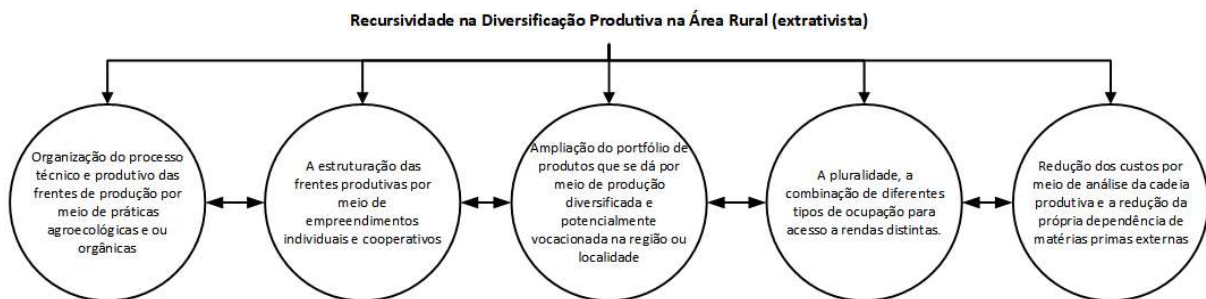 Recursividade na Diversificação Produtiva na Área Rural (extrativista)
Organização do processo
técnico e produtivo das
frentes de produção por
meio de práticas
agroecológicas e ou
orgânicas
A estruturação das
frentes produtivas por
meio de
empreendimentos
individuais e cooperativos
Ampliação do portfólio de
produtos que se dá por
meio de produção
diversificada e
potencialmente
vocacionada na região ou
localidade
A pluralidade, a
combinação de diferentes
tipos de ocupação para
acesso a rendas distintas.
Redução dos custos por
meio de análise da cadeia
produtiva e a redução da
própria dependência de
matérias primas externas